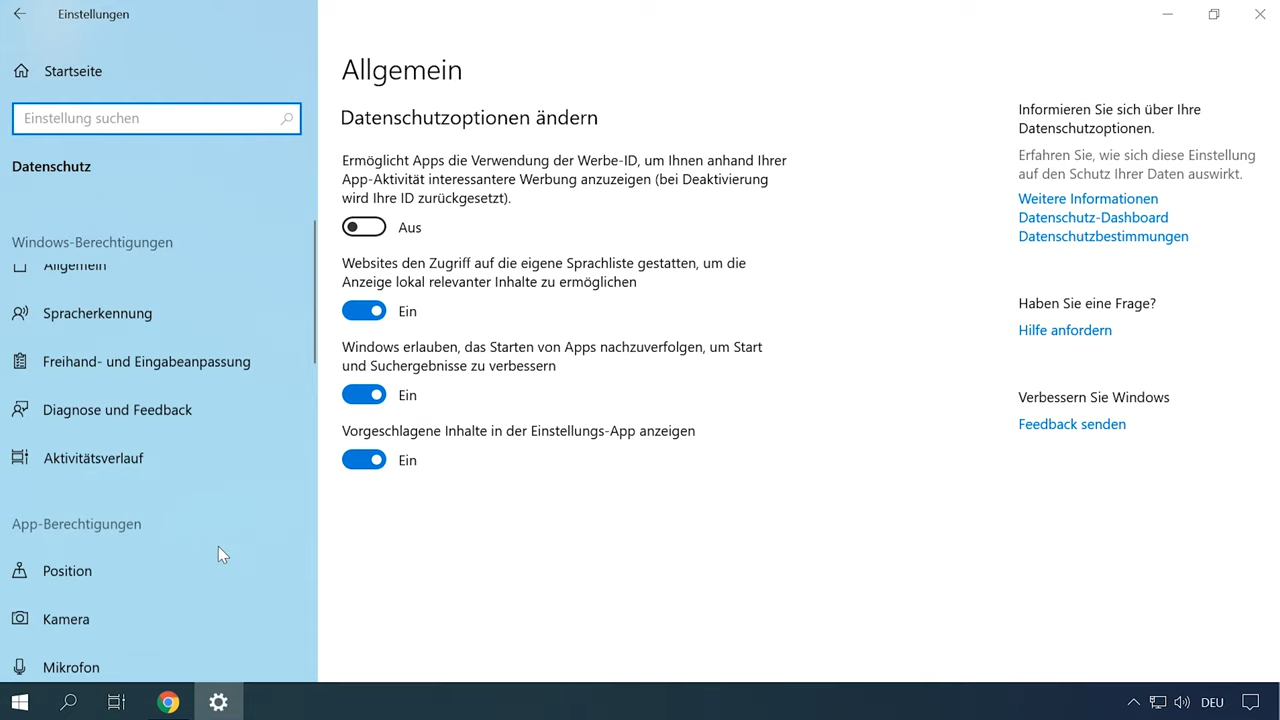 Einstellungen
Startseite
Einstellung suchen
Datenschutz
Windows-Berechtigungen
Allgemein
Spracherkennung
Freihand- und Eingabeanpassung
Diagnose und Feedback
Aktivitätsverlauf
App-Berechtigungen
Position
Kamera
Mikrofon
Allgemein
Datenschutzoptionen ändern
Ermöglicht Apps die Verwendung der Werbe-ID, um Ihnen anhand Ihrer
App-Aktivität interessantere Werbung anzuzeigen (bei Deaktivierung
wird Ihre ID zurückgesetzt).
Aus
Websites den Zugriff auf die eigene Sprachliste gestatten, um die
Anzeige lokal relevanter Inhalte zu ermöglichen
Ein
Windows erlauben, das Starten von Apps nachzuverfolgen, um Start
und Suchergebnisse zu verbessern
Ein
Vorgeschlagene Inhalte in der Einstellungs-App anzeigen
Ein
Informieren Sie sich über Ihre
Datenschutzoptionen.
Erfahren Sie, wie sich diese Einstellung
auf den Schutz Ihrer Daten auswirkt.
Weitere Informationen
Datenschutz-Dashboard
Datenschutzbestimmungen
Haben Sie eine Frage?
Hilfe anfordern
Verbessern Sie Windows
Feedback senden
DEU